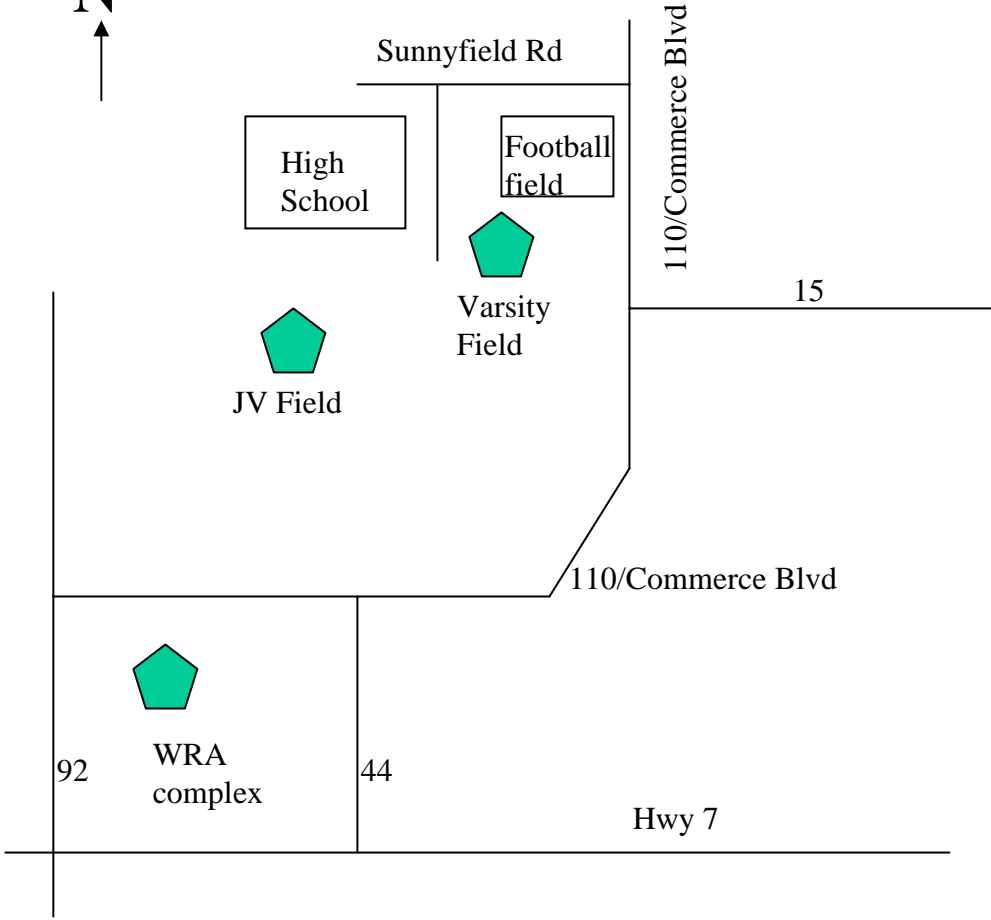 N
Sunnyfield Rd
110/Commerce Blvd
High
School
Football
field
Varsity
Field
15
JV Field
110/Commerce Blvd
WRA
complex
92
44
Hwy 7